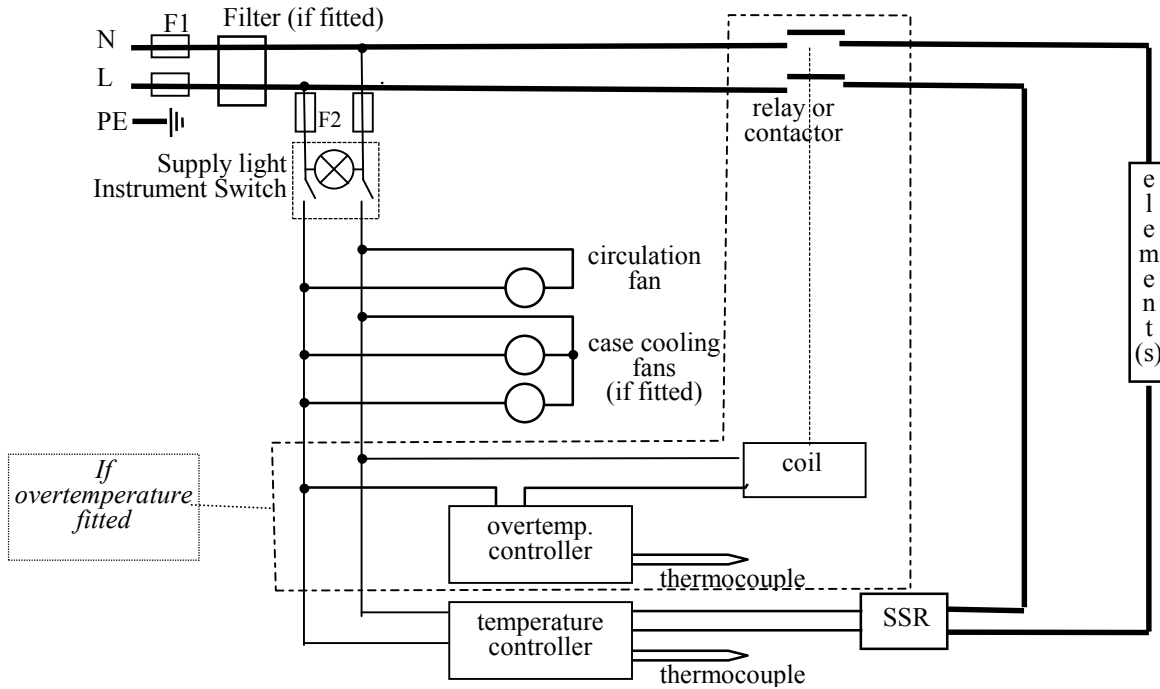 F1
Filter (if fitted)
N
L
PE
F2
relay or
contactor
Supply light
Instrument Switch
circulation
fan
case cooling
fans
(if fitted)
element(s)
If
overtemperature
fitted
coil
overtemp.
controller
thermocouple
temperature
controller
SSR
thermocouple